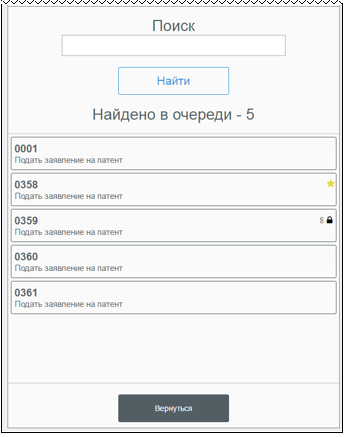 Поиск
Найти
Найдено в очереди - 5
0001
Подать заявление на патент
0358
Подать заявление на патент
0359
8
Подать заявление на патент
0360
Подать заявление на патент
0361
Подать заявление на патент
Вернуться